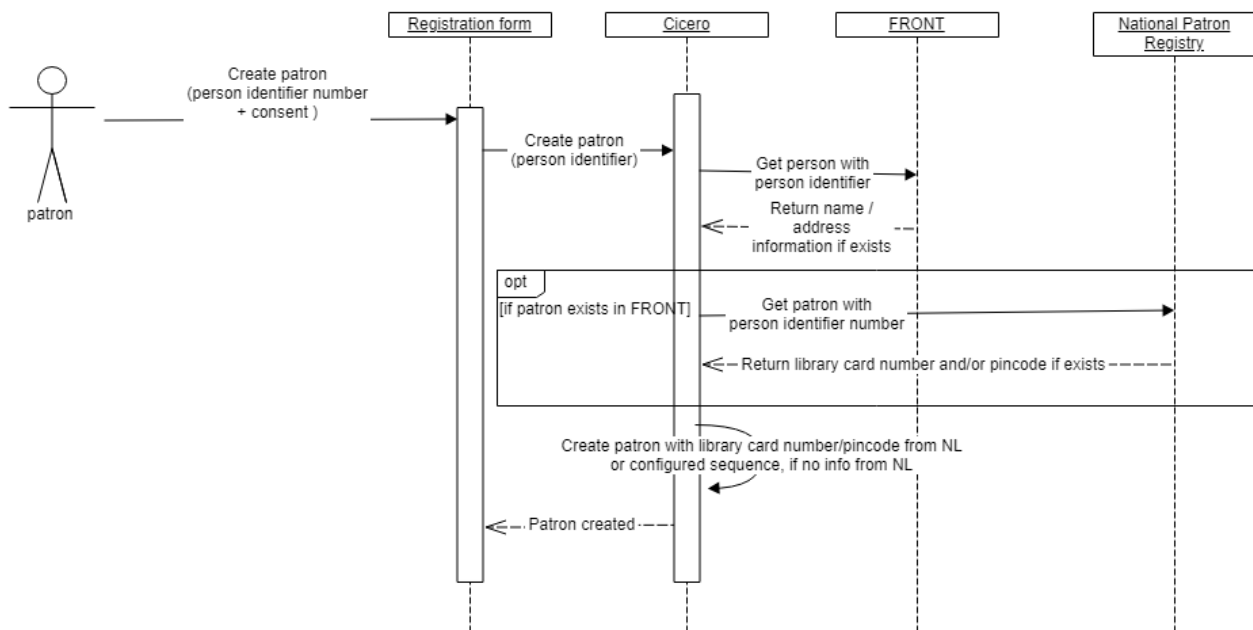 Registration form
Cicero
FRONT
National Patron
Registry
Create patron
(person identifier number
+ consent )
patron
Create patron
(person identifier)
Get person with
person identifier
Return name /
address
information if exists
opt
[if patron exists in FRONT]
Get patron with
person identifier number
Return library card number and/or pincode if exists
Create patron with library card number/pincode from NL
or configured sequence, if no info from NL
Patron created